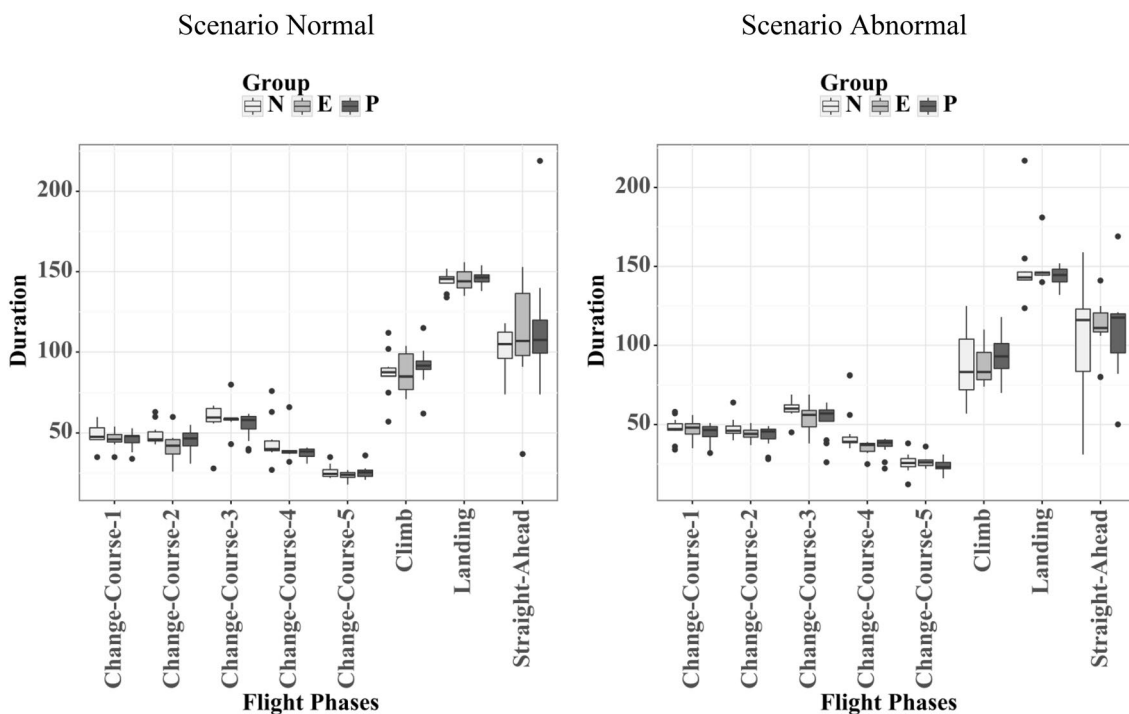 Scenario Normal
Group
N E P
200
150
100
50
Duration
Change-Course-1
Change-Course-2
Change-Course-3
Change-Course-4
Change-Course-5
Climb
Landing
Straight-Ahead
Flight Phases
Scenario Abnormal
Group
N E P
200
150
100
50
Duration
Change-Course-1
Change-Course-2
Change-Course-3
Change-Course-4
Change-Course-5
Climb
Landing
Straight-Ahead
Flight Phases